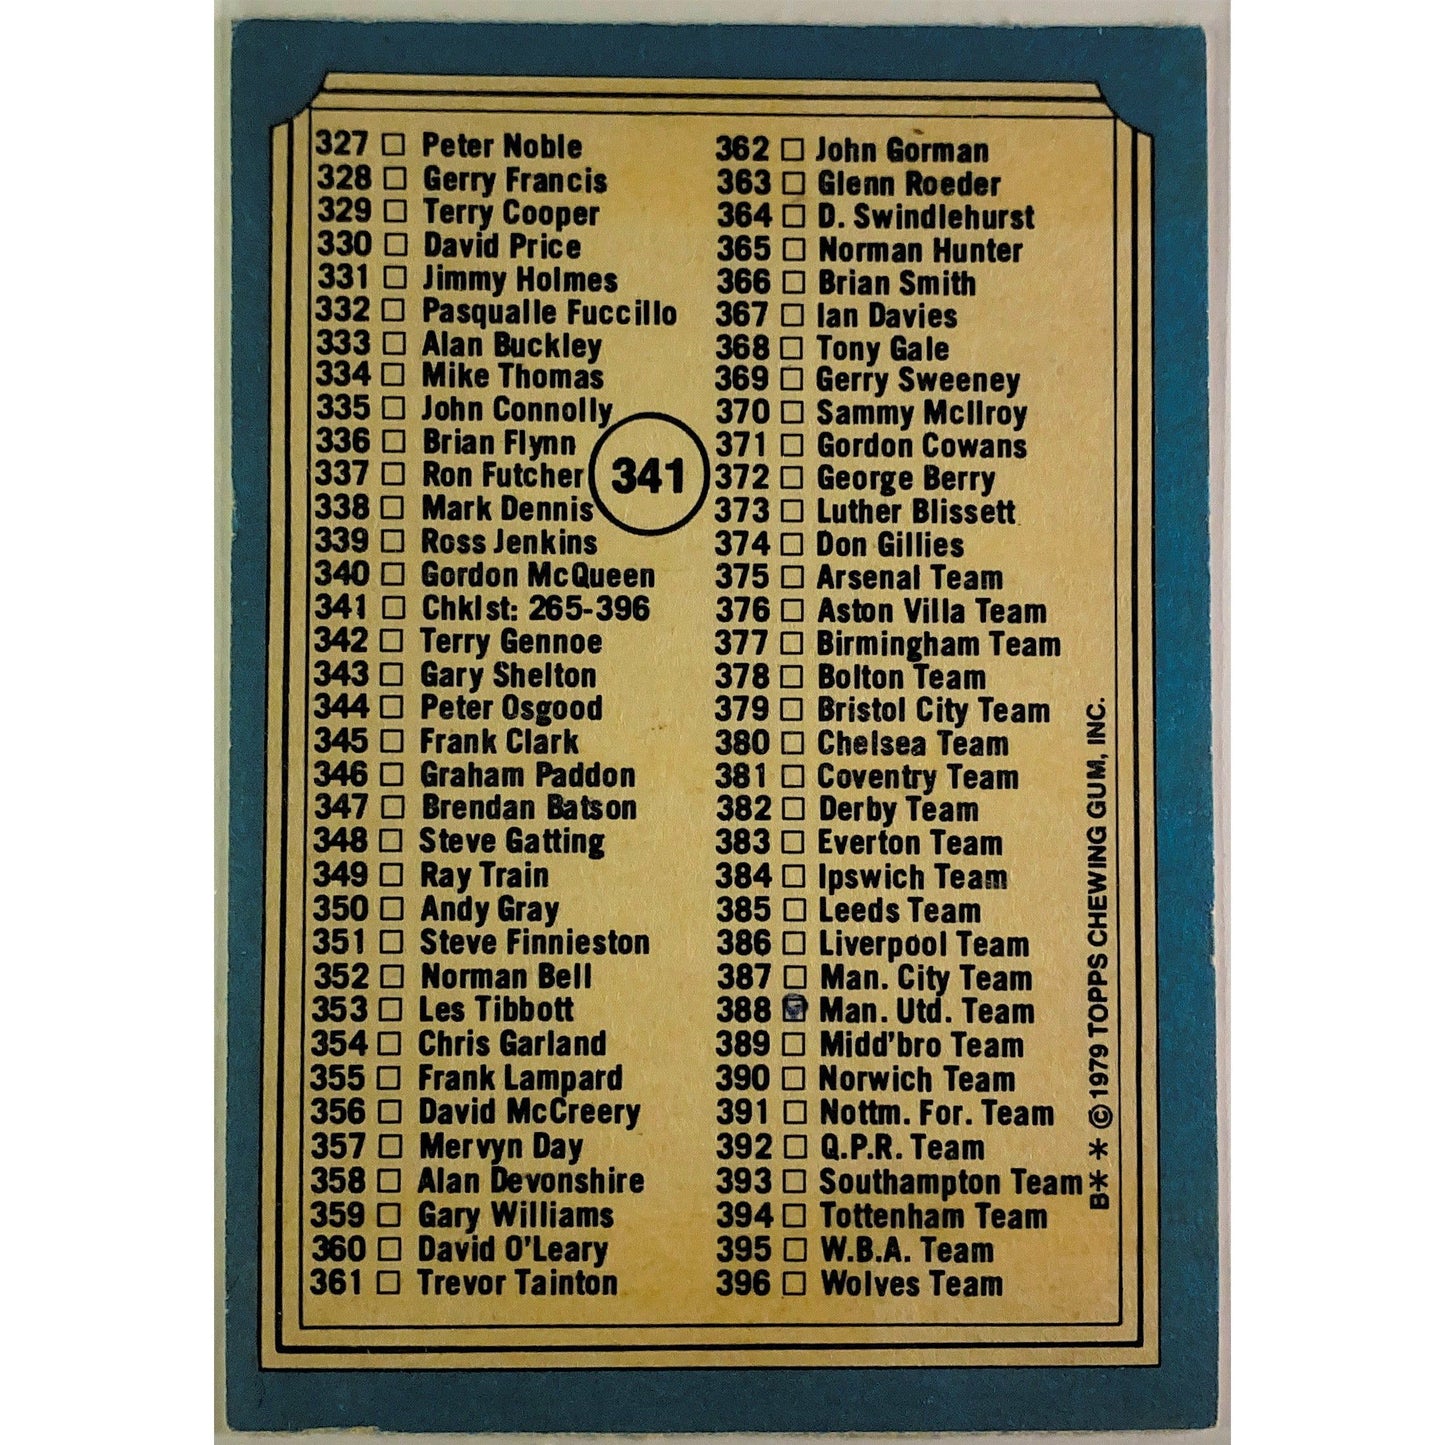 327 □ Peter Noble
328 □ Gerry Francis
329 □ Terry Cooper
330 □ David Price
331 □ Jimmy Holmes
332 □ Pasqualle Fuccillo
333 □ Alan Buckley
334 □ Mike Thomas
335 □ John Connolly
336 □ Brian Flynn
337 □ Ron Futcher
338 □ Mark Dennis
339 □ Ross Jenkins
340 □ Gordon McQueen
341 □ Chklst: 265-396
342 □ Terry Gennoe
343 □ Gary Shelton
344 □ Peter Osgood
345 □ Frank Clark
346 □ Graham Paddon
347 □ Brendan Batson
348 □ Steve Gatting
349 □ Ray Train
350 □ Andy Gray
351 □ Steve Finnieston
352 □ Norman Bell
353 □ Les Tibbott
354 □ Chris Garland
355 □ Frank Lampard
356 □ David McCreery
357 □ Mervyn Day
358 □ Alan Devonshire
359 □ Gary Williams
360 □ David O'Leary
361 □ Trevor Tainton
341
362 □ John Gorman
363 □ Glenn Roeder
364 □ D. Swindlehurst
365 □ Norman Hunter
366 □ Brian Smith
367 □ Ian Davies
368 □ Tony Gale
369 □ Gerry Sweeney
370 □ Sammy McIlroy
371 □ Gordon Cowans
372 □ George Berry
373 □ Luther Blissett
374 □ Don Gillies
375 □ Arsenal Team
376 □ Aston Villa Team
377 □ Birmingham Team
378 □ Bolton Team
379 □ Bristol City Team
380 □ Chelsea Team
381 □ Coventry Team
382 □ Derby Team
383 □ Everton Team
384 □ Ipswich Team
385 □ Leeds Team
386 □ Liverpool Team
387 □ Man. City Team
388 □ Man. Utd. Team
389 □ Midd'bro Team
390 □ Norwich Team
391 □ Nottm. For. Team
392 □ Q.P.R. Team
393 □ Southampton Team
394 □ Tottenham Team
395 □ W.B.A. Team
396 □ Wolves Team
B** © 1979 TOPPS CHEWING GUM, INC.